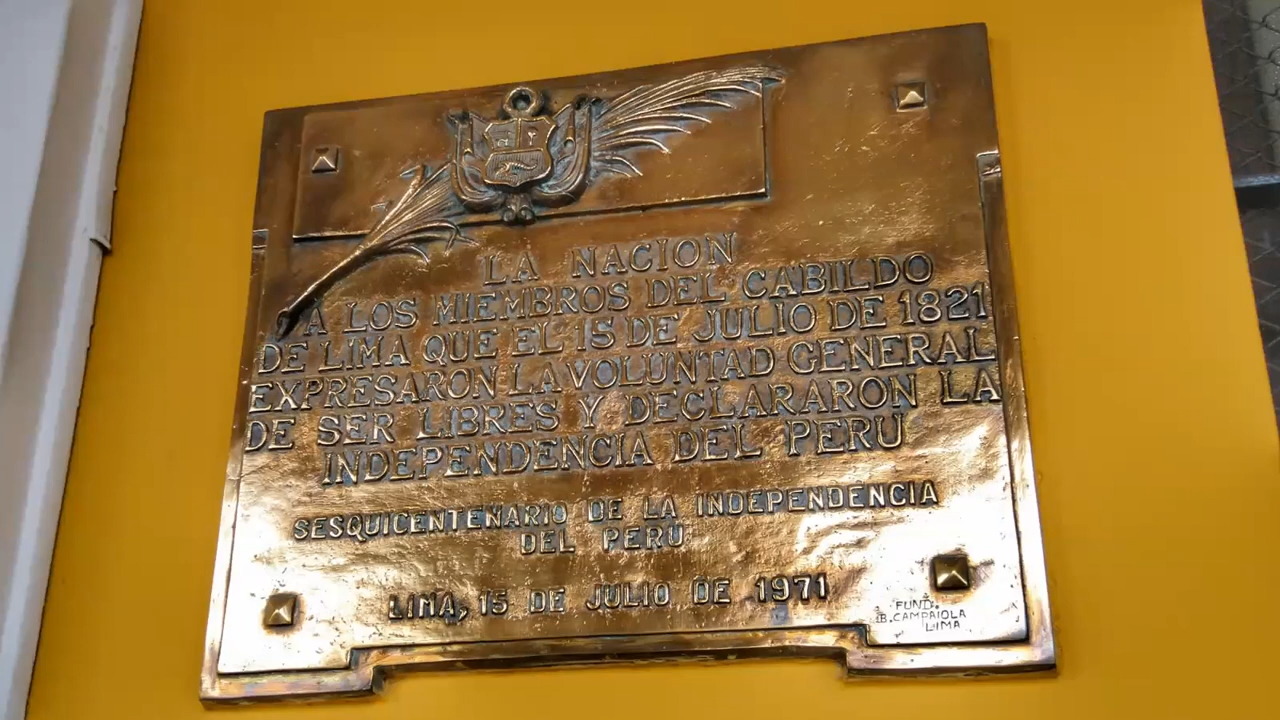 LA NACION
A LOS MIEMBROS DEL CABILDO
DE LIMA QUE EL 15 DE JULIO DE 1821
EXPRESARON LA VOLUNTAD GENERAL
DE SER LIBRES Y DECLARARON LA
INDEPENDENCIA DEL PERU
SESQUICENTENARIO DE LA INDEPENDENCIA
DEL PERU
LIMA, 15 DE JULIO DE 1971
FUND.
B. CAMPAIOLA
LIMA